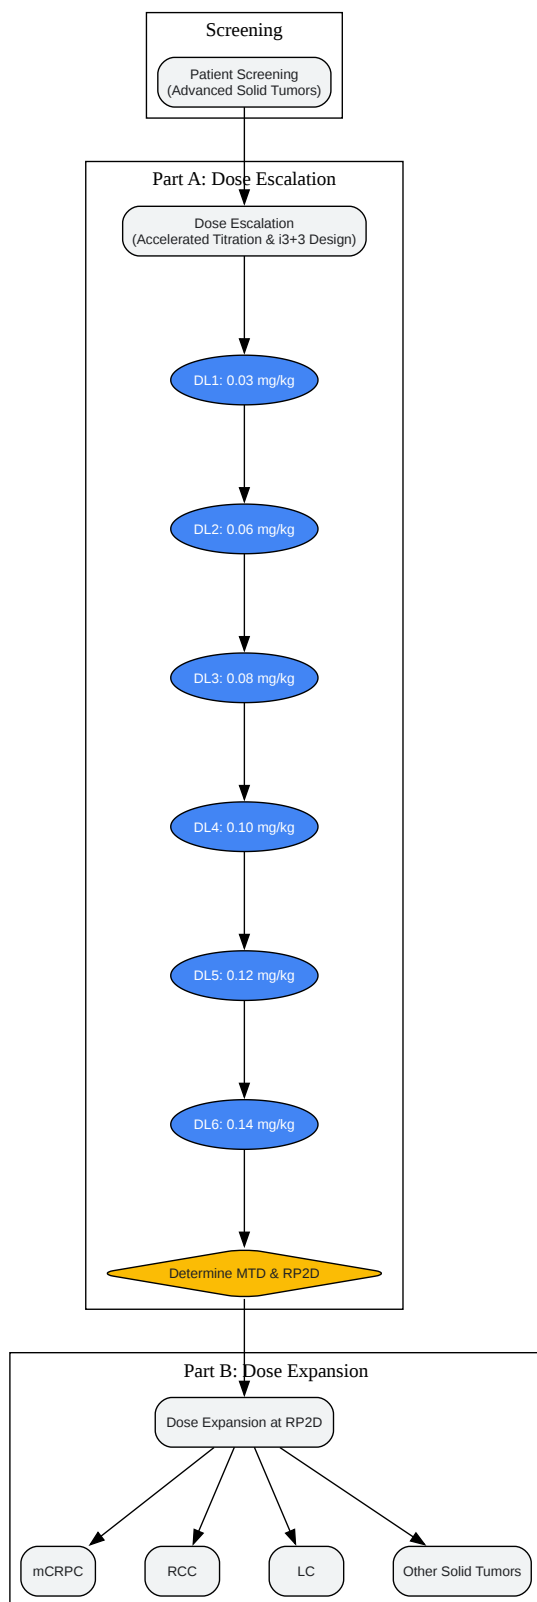 Screening
Patient Screening
(Advanced Solid Tumors)
Part A: Dose Escalation
Dose Escalation
(Accelerated Titration & i3+3 Design)
DL1: 0.03 mg/kg
DL2: 0.06 mg/kg
DL3: 0.08 mg/kg
DL4: 0.10 mg/kg
DL5: 0.12 mg/kg
DL6: 0.14 mg/kg
Determine MTD & RP2D
Part B: Dose Expansion
Dose Expansion at RP2D
mCRPC
RCC
LC
Other Solid Tumors